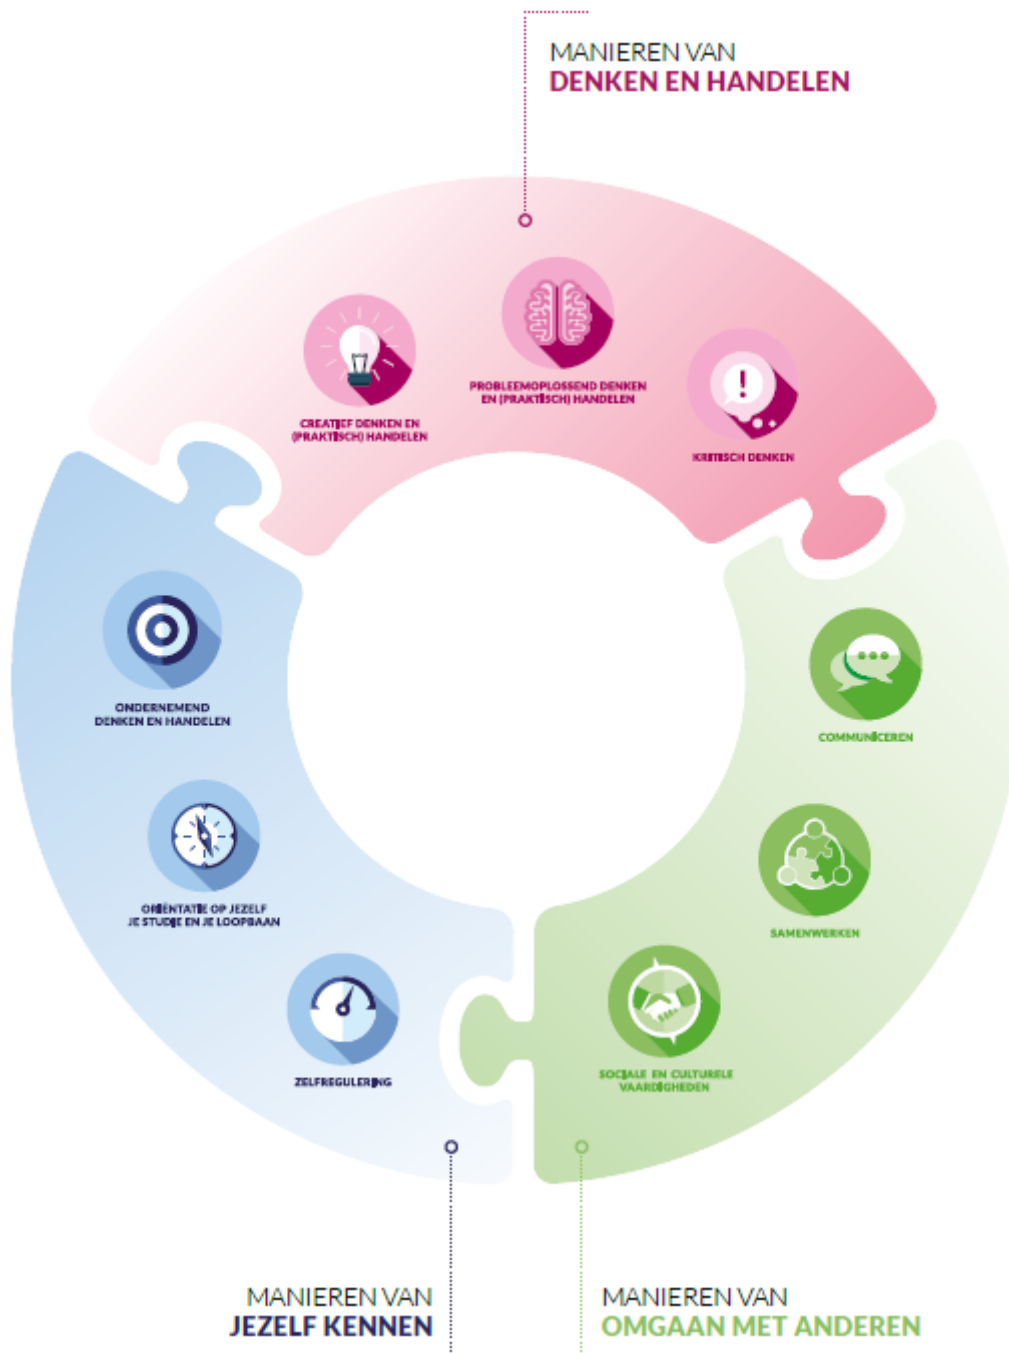 MANIEREN VAN
DENKEN EN HANDELEN
CREATIEF DENKEN EN
(PRAKTISCH) HANDELEN
PROBLEEMOPLOSSEND DENKEN
EN (PRAKTISCH) HANDELEN
KRITISCH DENKEN
ONDERNEMEND
DENKEN EN HANDELEN
ORIËNTATIE OP JEZELF
JE STUDIE EN JE LOOPBAAN
ZELFREGULERING
COMMUNICEREN
SAMENWERKEN
SOCIALE EN CULTURELE
VAARDIGHEDEN
MANIEREN VAN
JEZELF KENNEN
MANIEREN VAN
OMGAAN MET ANDEREN